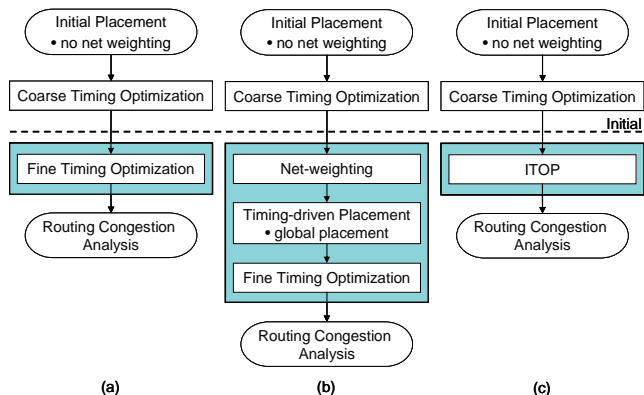 Initial Placement
• no net weighting
Coarse Timing Optimization
Fine Timing Optimization
Routing Congestion
Analysis
(a)
Initial Placement
• no net weighting
Coarse Timing Optimization
Net-weighting
Timing-driven Placement
• global placement
Fine Timing Optimization
Routing Congestion
Analysis
(b)
Initial Placement
• no net weighting
Coarse Timing Optimization
Initial
ITOP
Routing Congestion
Analysis
(c)